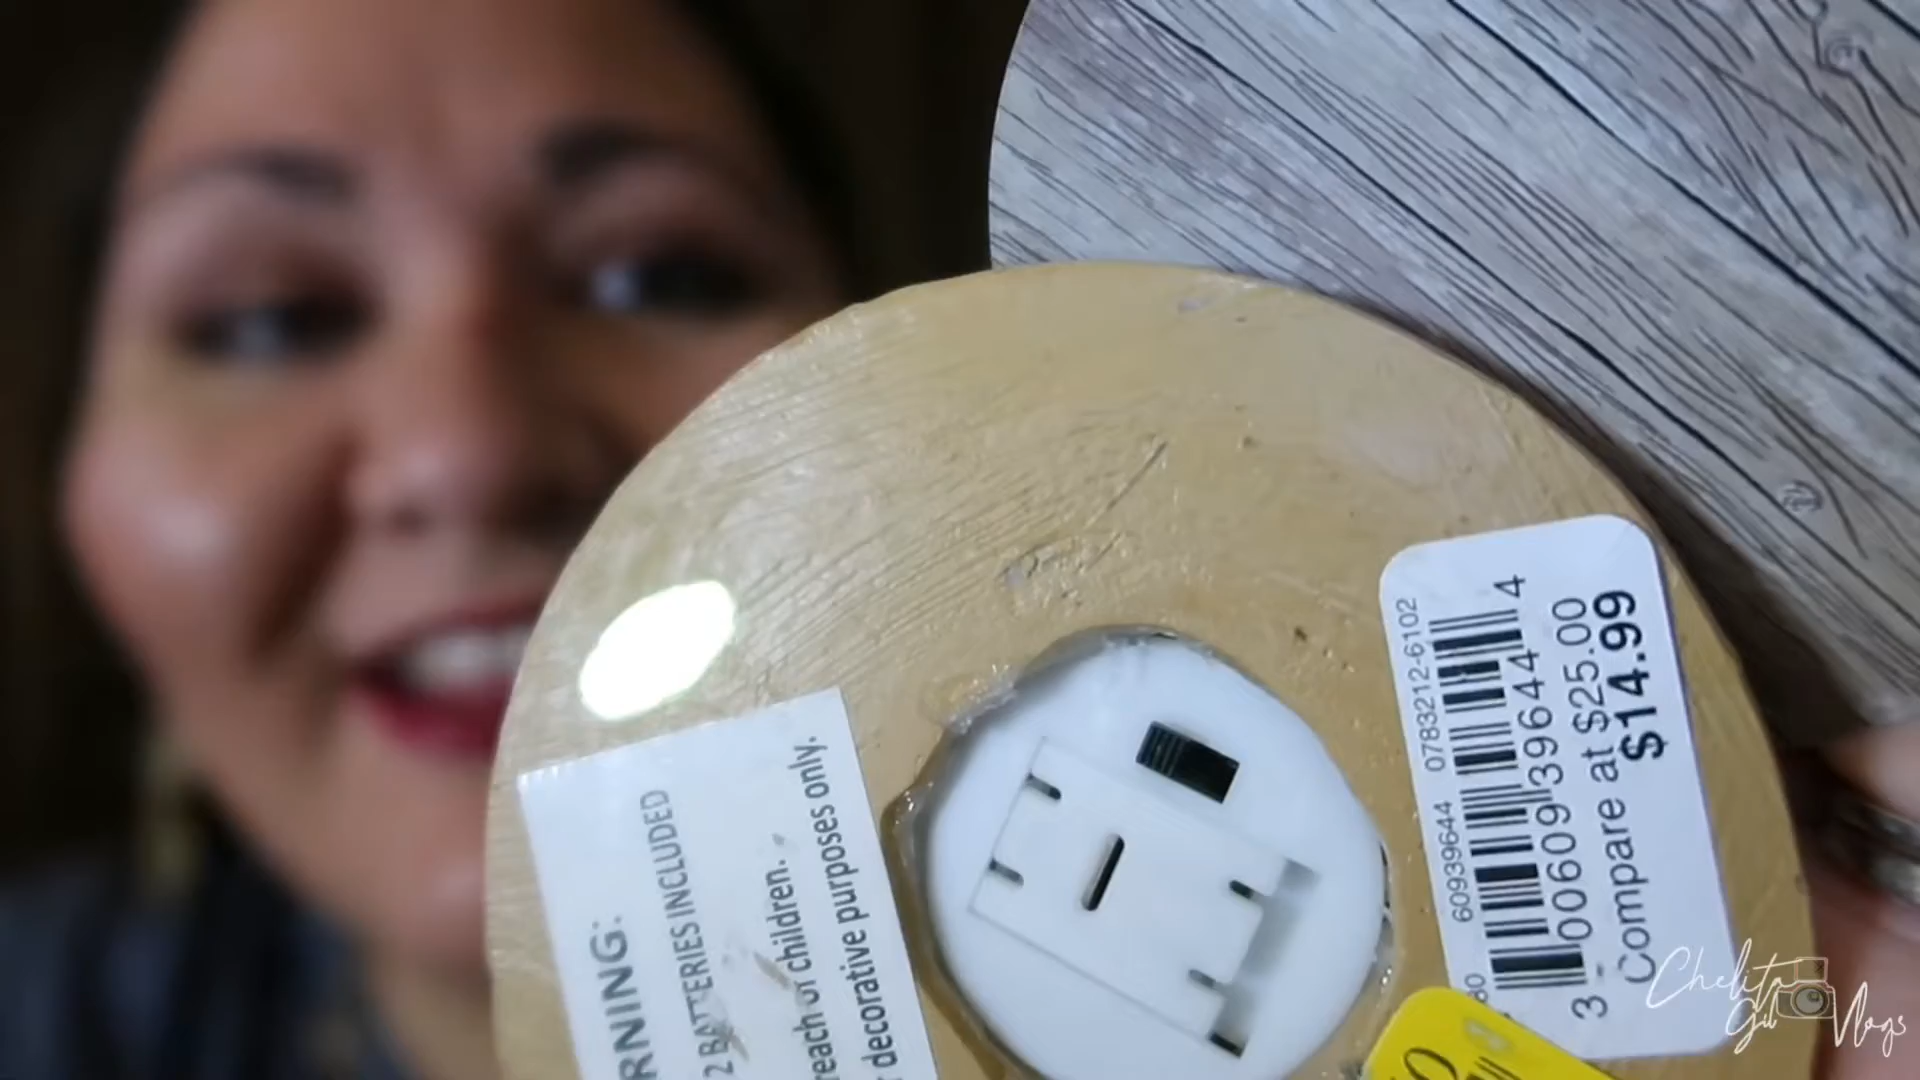 RNING:
2 BATTERIES INCLUDED
reach of children.
decorative purposes only.
60939644 0783212-6102
3 00609 39644 4
Compare at $25.00
$14.99
Chelita
Gil Vlogs